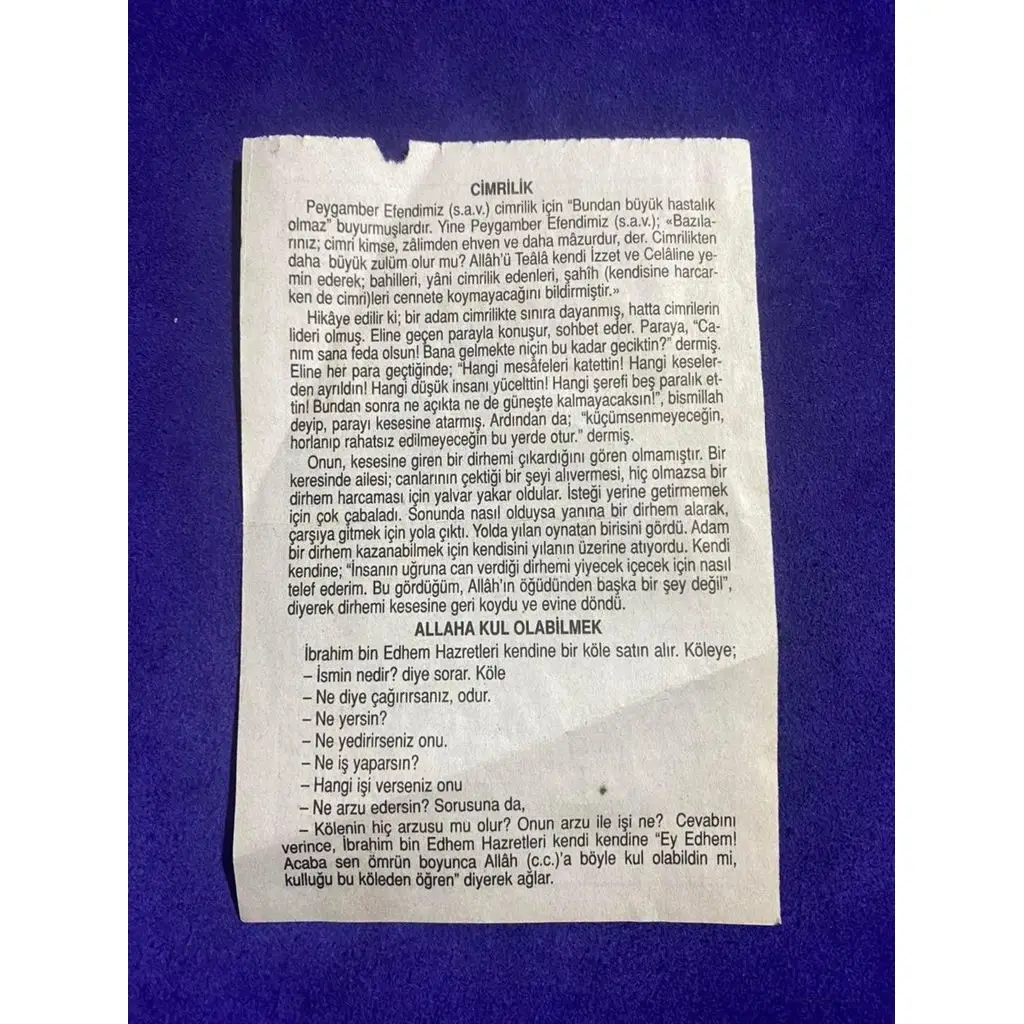 CİMRİLİK
Peygamber Efendimiz (s.a.v.) cimrilik için “Bundan büyük hastalık
olmaz” buyurmuşlardır. Yine Peygamber Efendimiz (s.a.v.); «Bazıla-
rınız; cimri kimse, zâlimden ehven ve daha mâzurdur, der. Cimrilikten
daha büyük zulüm olur mu? Allâh’ü Teâlâ kendi İzzet ve Celâline ye-
min ederek; bahilleri, yâni cimrilik edenleri, şahîh (kendisine harcar-
ken de cimri)leri cennete koymayacağını bildirmiştir.»
Hikâye edilir ki; bir adam cimrilikte sınıra dayanmış, hatta cimrilerin
lideri olmuş. Eline geçen parayla konuşur, sohbet eder. Paraya, “Ca-
nım sana feda olsun! Bana gelmekte niçin bu kadar geciktin?” dermiş.
Eline her para geçtiğinde; “Hangi mesâfeleri katettin! Hangi keseler-
den ayrıldın! Hangi düşük insanı yücelttin! Hangi şerefi beş paralık et-
tin! Bundan sonra ne açıkta ne de güneşte kalmayacaksın!”, bismillah
deyip, parayı kesesine atarmış. Ardından da; “küçümsenmeyeceğin,
horlanıp rahatsız edilmeyeceğin bu yerde otur.” dermiş.
Onun, kesesine giren bir dirhemi çıkardığını gören olmamıştır. Bir
keresinde ailesi; canlarının çektiği bir şeyi alıvermesi, hiç olmazsa bir
dirhem harcaması için yalvar yakar oldular. İsteği yerine getirmemek
için çok çabaladı. Sonunda nasıl olduysa yanına bir dirhem alarak,
çarşıya gitmek için yola çıktı. Yolda yılan oynatan birisini gördü. Adam
bir dirhem kazanabilmek için kendisini yılanın üzerine atıyordu. Kendi
kendine; “İnsanın uğruna can verdiği dirhemi yiyecek içecek için nasıl
telef ederim. Bu gördüğüm, Allâh’ın öğüdünden başka bir şey değil”,
diyerek dirhemi kesesine geri koydu ve evine döndü.
ALLAHA KUL OLABİLMEK
İbrahim bin Edhem Hazretleri kendine bir köle satın alır. Köleye;
– İsmin nedir? diye sorar. Köle
– Ne diye çağırırsanız, odur.
– Ne yersin?
– Ne yedirirseniz onu.
– Ne iş yaparsın?
– Hangi işi verseniz onu
– Ne arzu edersin? Sorusuna da,
– Kölenin hiç arzusu mu olur? Onun arzu ile işi ne? Cevabını
verince, İbrahim bin Edhem Hazretleri kendi kendine “Ey Edhem!
Acaba sen ömrün boyunca Allâh (c.c.)’a böyle kul olabildin mi,
kulluğu bu köleden öğren” diyerek ağlar.